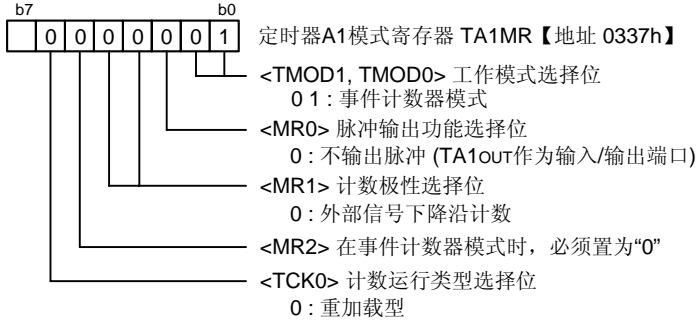 b7 b0
0 0 0 0 0 0 1 定时器A1模式寄存器 TA1MR【地址 0337h】
<TMOD1, TMOD0> 工作模式选择位
0 1 : 事件计数器模式
<MR0> 脉冲输出功能选择位
0 : 不输出脉冲 (TA1OUT作为输入/输出端口)
<MR1> 计数极性选择位
0 : 外部信号下降沿计数
<MR2> 在事件计数器模式时，必须置为“0”
<TCK0> 计数运行类型选择位
0 : 重加载型